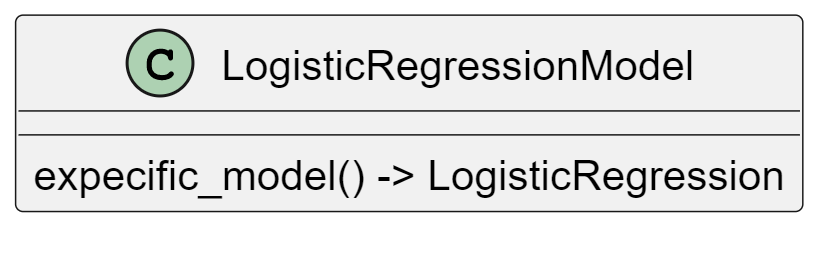 C LogisticRegressionModel
expecific_model() -> LogisticRegression